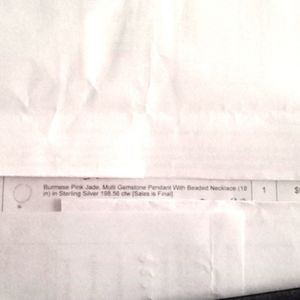 Burmese Pink Jade, Multi Gemstone Pendant With Beaded Necklace (18
in) in Sterling Silver 198.56 ctw [Sales is Final]
1
$